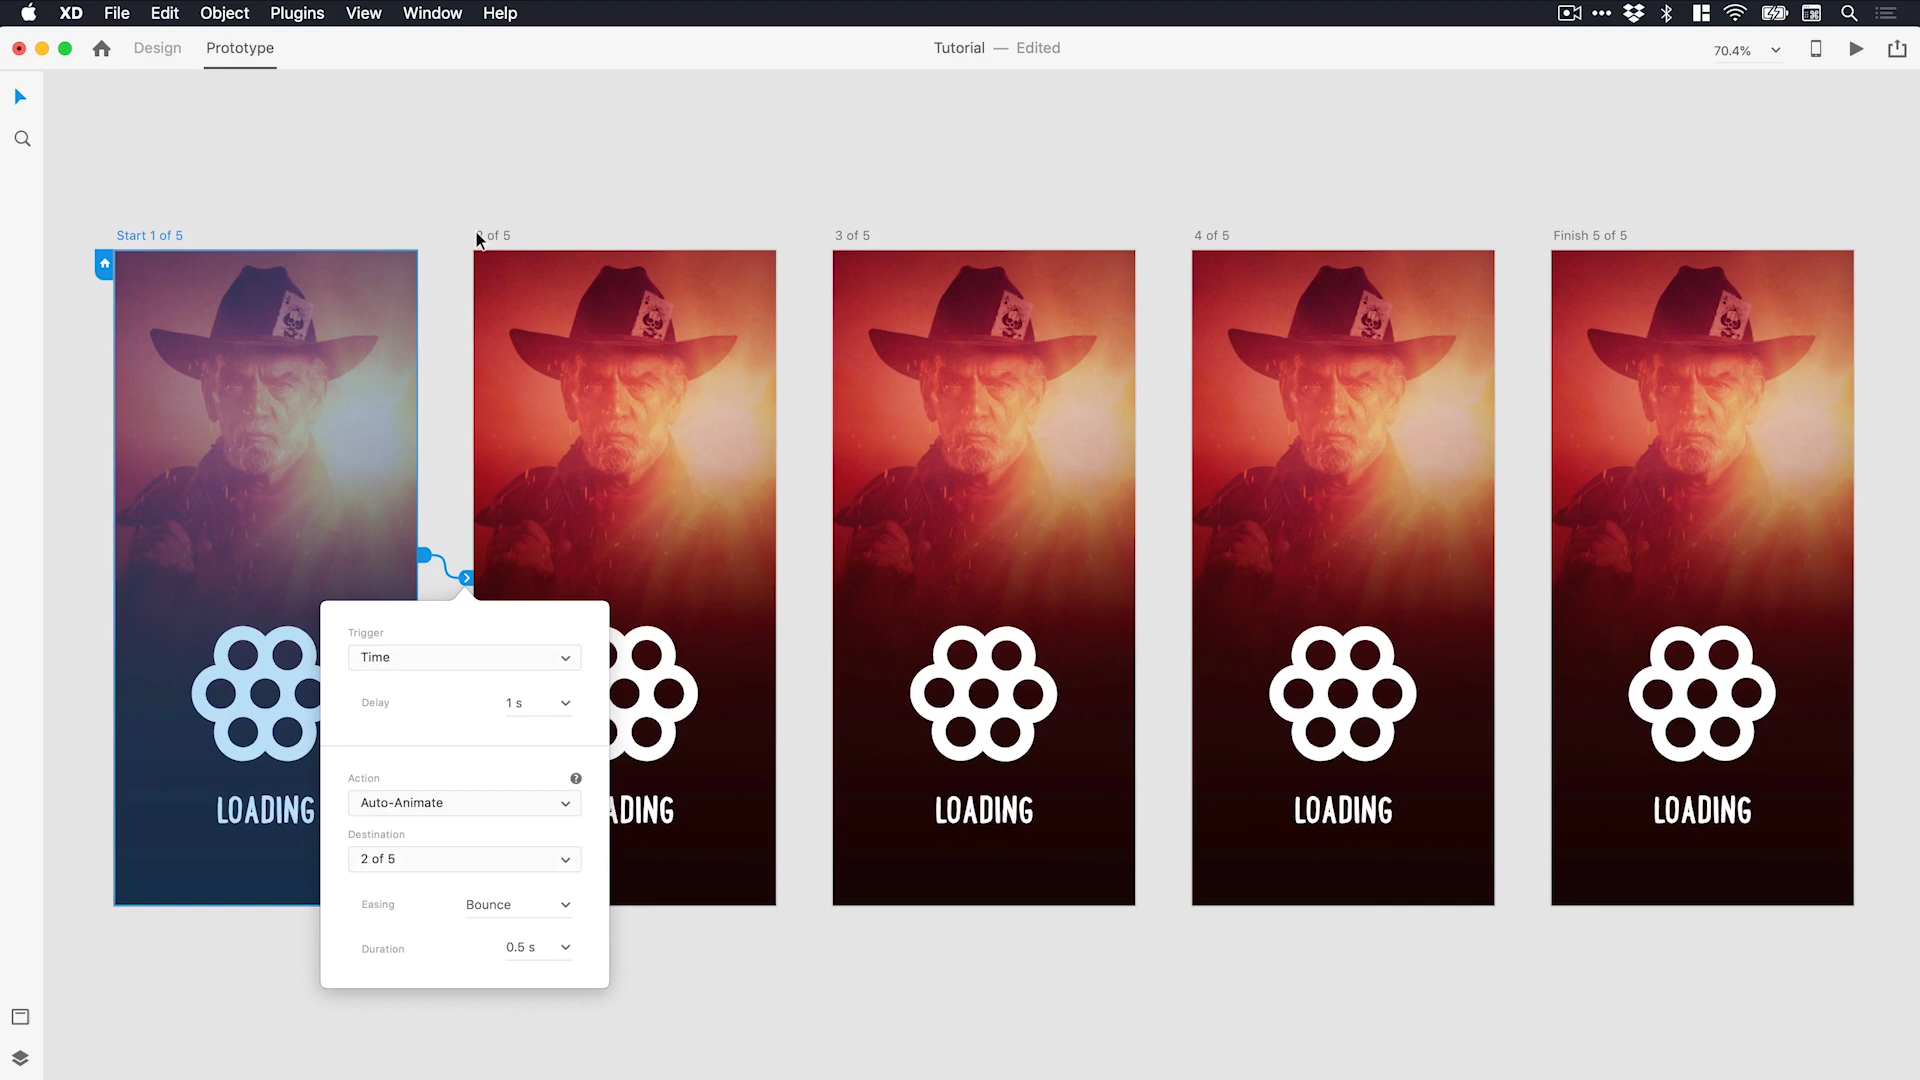 XD File Edit Object Plugins View Window Help
Design Prototype Tutorial — Edited 70.4%
Start 1 of 5 of 5 3 of 5 4 of 5 Finish 5 of 5
Trigger
Time
Delay 1 s
Action
Auto-Animate
Destination
2 of 5
Easing Bounce
Duration 0.5 s
LOADING ADING LOADING LOADING LOADING